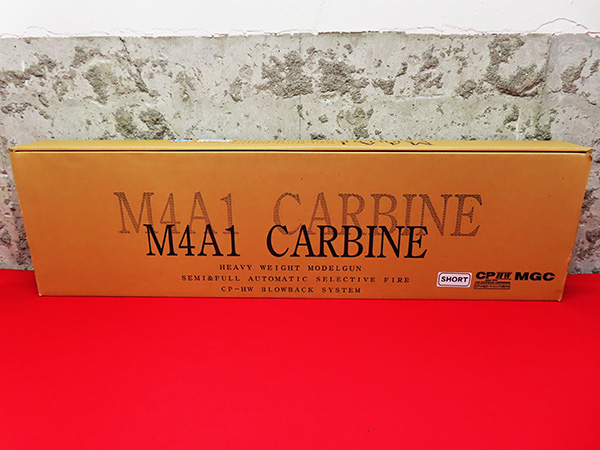 M4A1 CARBINE
M4A1 CARBINE
HEAVY WEIGHT MODELGUN
SEMI&FULL AUTOMATIC SELECTIVE FIRE
CP-HW BLOWBACK SYSTEM
SHORT
CP HW MGC